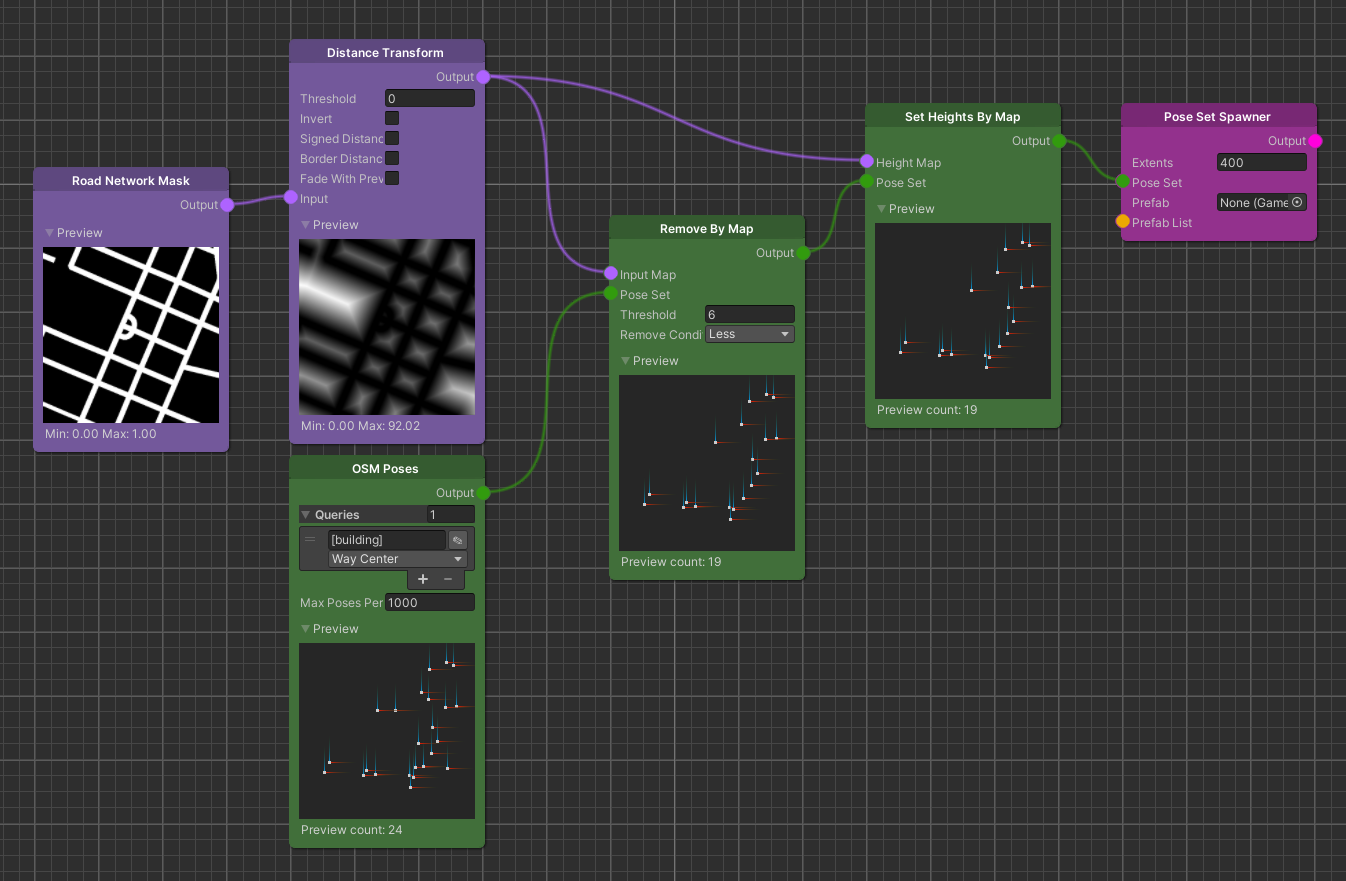 Road Network Mask
Output
Preview
Min: 0.00 Max: 1.00
Distance Transform
Output
Threshold 0
Invert
Signed Distanc
Border Distanc
Fade With Prev
Input
Preview
Min: 0.00 Max: 92.02
OSM Poses
Output
Queries 1
[building]
Way Center
+ −
Max Poses Per 1000
Preview
Preview count: 24
Remove By Map
Output
Input Map
Pose Set
Threshold 6
Remove Condi Less
Preview
Preview count: 19
Set Heights By Map
Output
Height Map
Pose Set
Preview
Preview count: 19
Pose Set Spawner
Output
Extents 400
Pose Set
Prefab None (Game
Prefab List